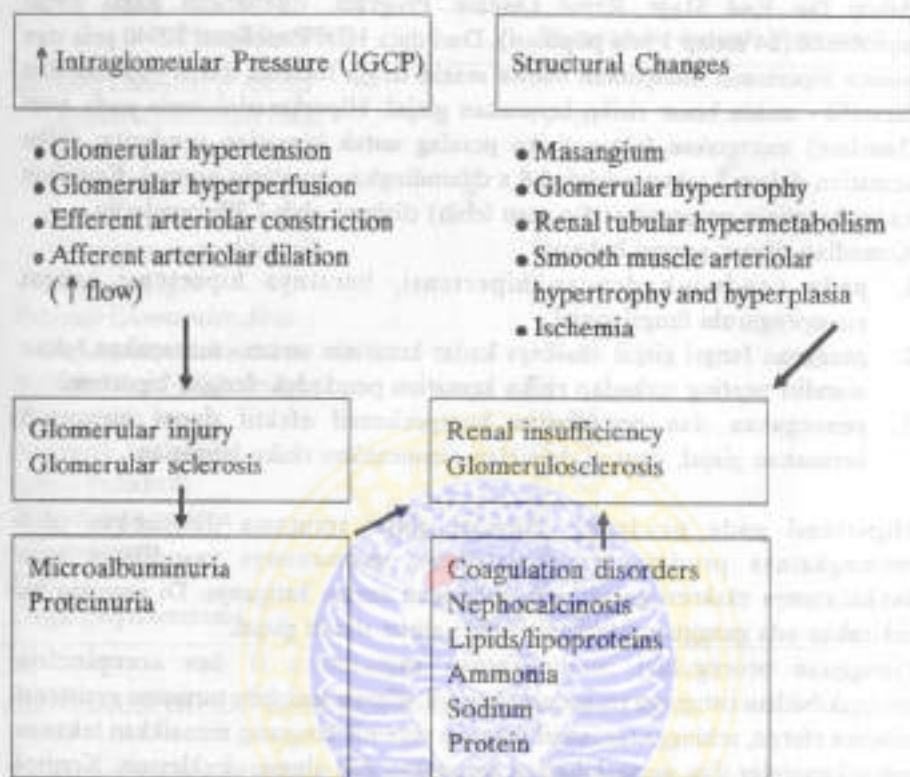 ↑ Intraglomeular Pressure (IGCP)
• Glomerular hypertension
• Glomerular hyperperfusion
• Efferent arteriolar constriction
• Afferent arteriolar dilation
(↑ flow)
Structural Changes
• Masangium
• Glomerular hypertrophy
• Renal tubular hypermetabolism
• Smooth muscle arteriolar
hypertrophy and hyperplasia
• Ischemia
Glomerular injury
Glomerular sclerosis
Renal insufficiency
Glomerulosclerosis
Microalbuminuria
Proteinuria
Coagulation disorders
Nephocalcinosis
Lipids/lipoproteins
Ammonia
Sodium
Protein